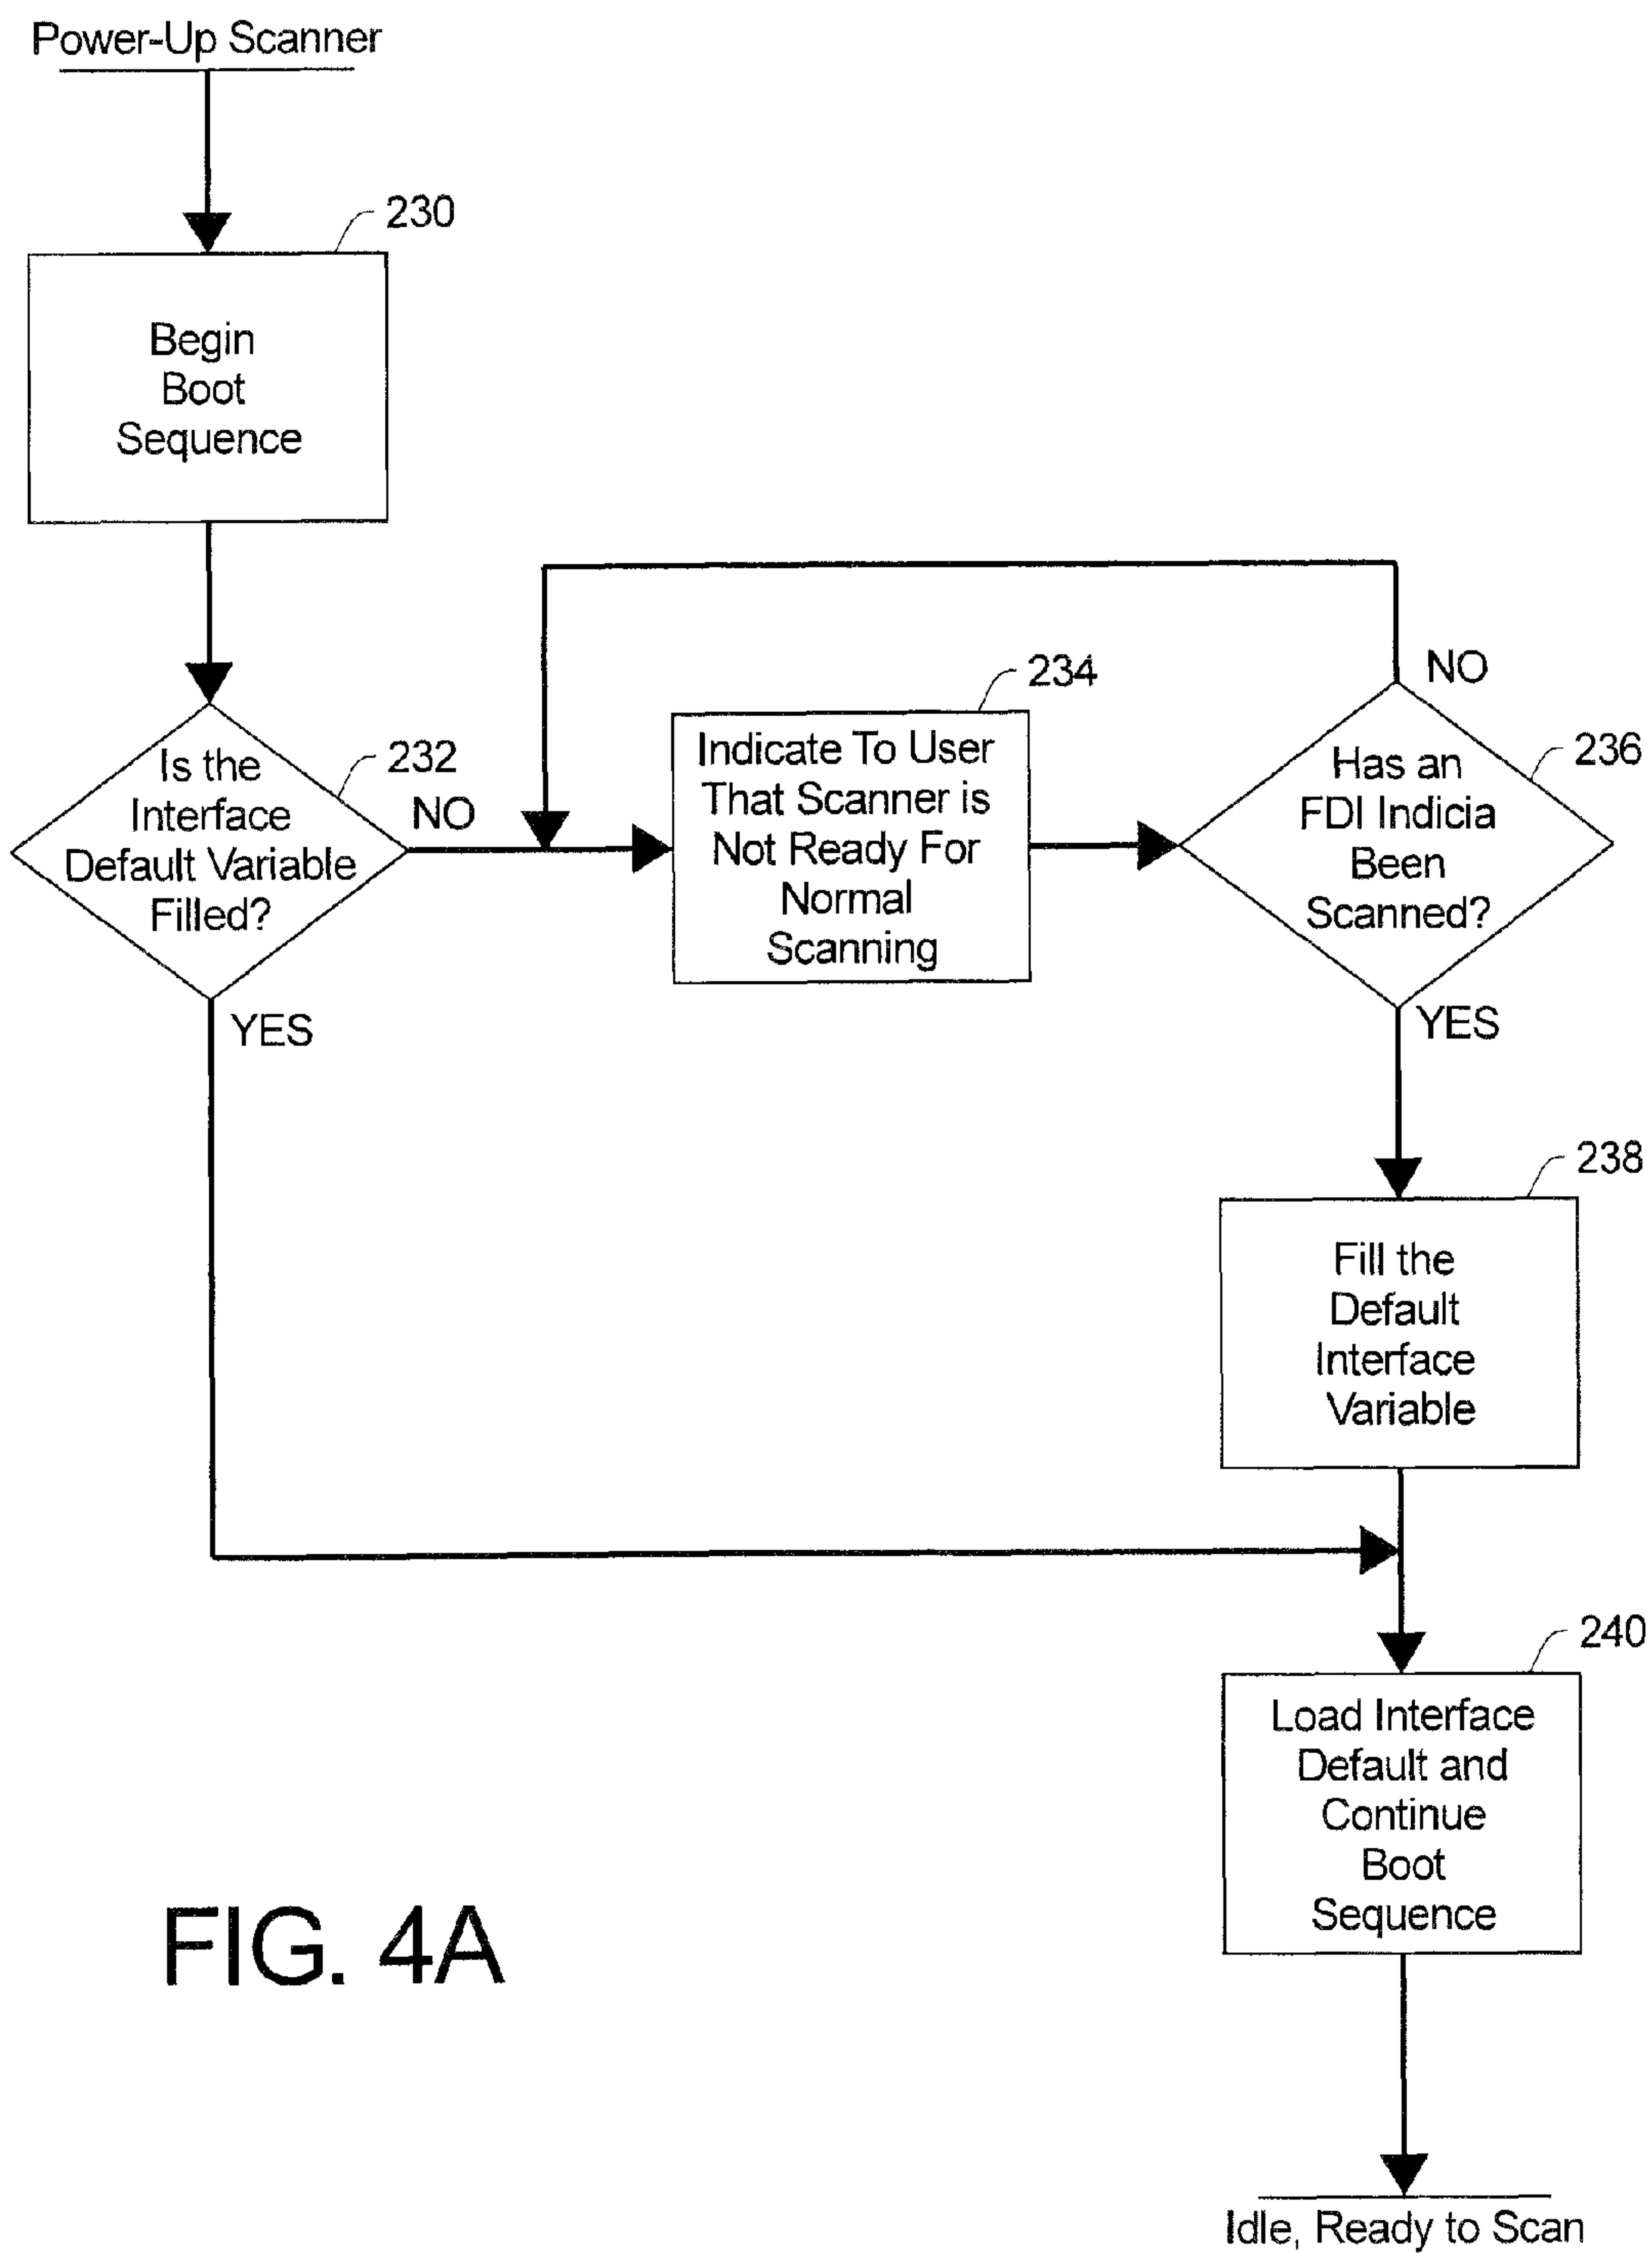 Power-Up Scanner
230
Begin
Boot
Sequence
232
Is the
Interface
Default Variable
Filled?
NO
YES
234
Indicate To User
That Scanner is
Not Ready For
Normal
Scanning
NO
236
Has an
FDI Indicia
Been
Scanned?
YES
238
Fill the
Default
Interface
Variable
240
Load Interface
Default and
Continue
Boot
Sequence
FIG. 4A
Idle, Ready to Scan